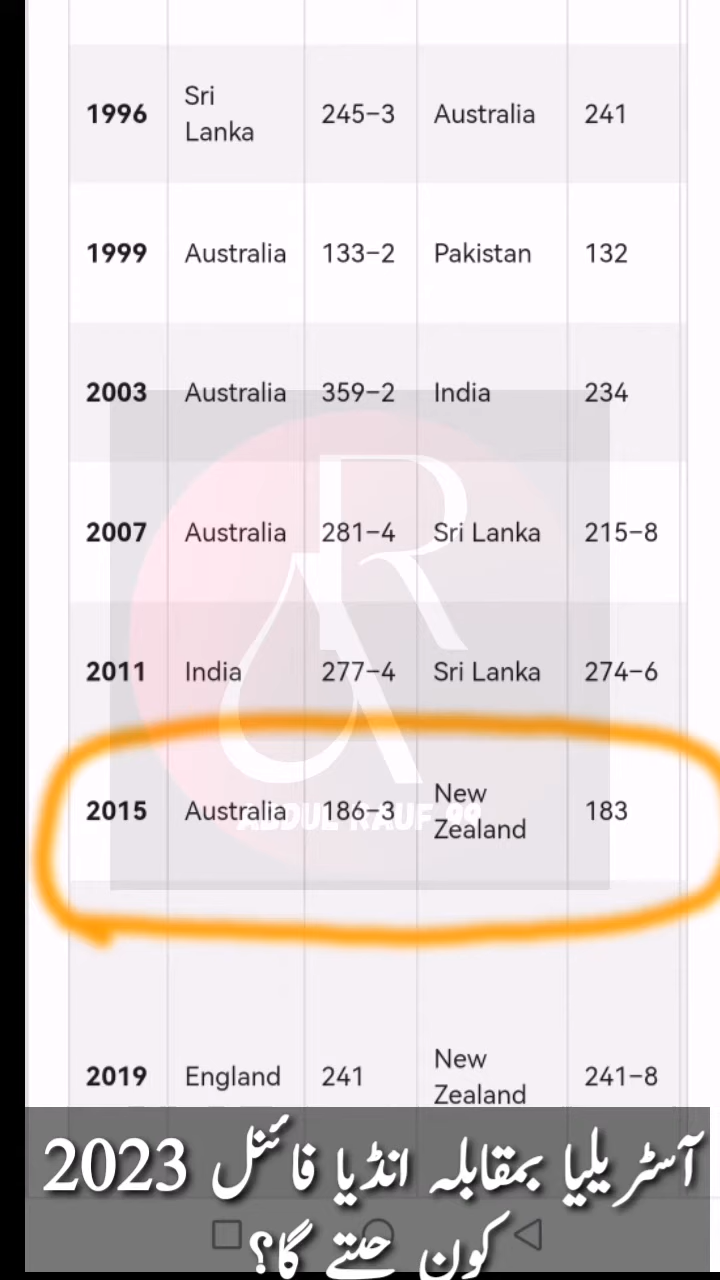 1996 Sri Lanka 245–3 Australia 241
1999 Australia 133–2 Pakistan 132
2003 Australia 359–2 India 234
2007 Australia 281–4 Sri Lanka 215–8
2011 India 277–4 Sri Lanka 274–6
2015 Australia 186–3 New Zealand 183
ABDUL RAUF 99
2019 England 241 New Zealand 241–8
آسٹریلیا بمقابلہ انڈیا فائنل 2023
کون جیتے گا؟